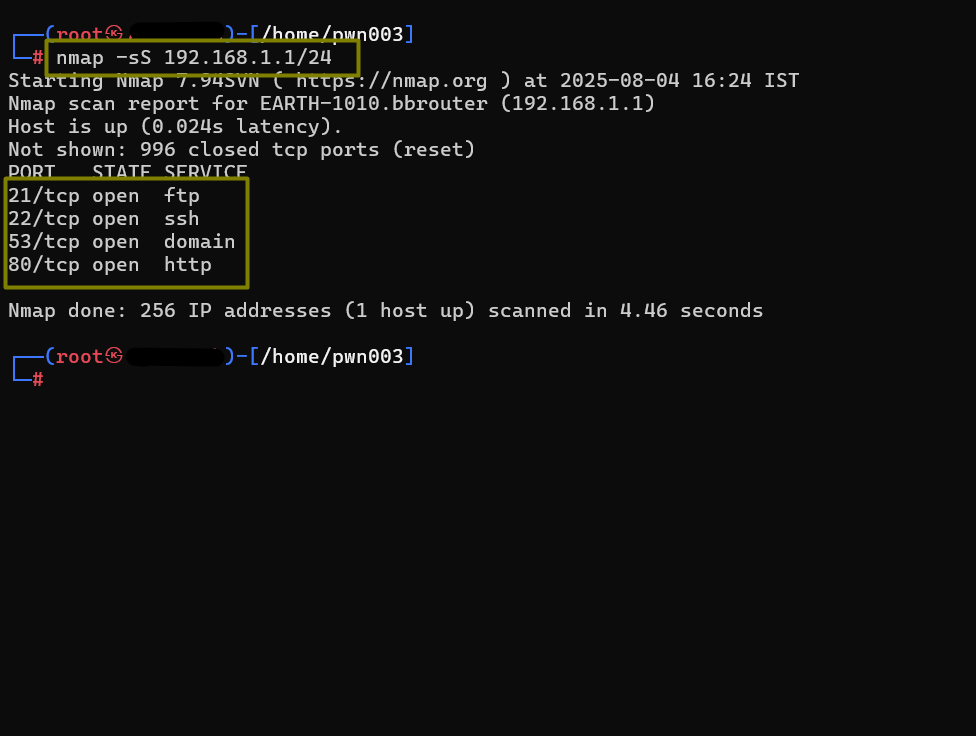 ┌──(root㉿ )-[/home/pwn003]
└─# nmap -sS 192.168.1.1/24
Starting Nmap 7.94SVN ( https://nmap.org ) at 2025-08-04 16:24 IST
Nmap scan report for EARTH-1010.bbrouter (192.168.1.1)
Host is up (0.024s latency).
Not shown: 996 closed tcp ports (reset)
PORT   STATE SERVICE
21/tcp open  ftp
22/tcp open  ssh
53/tcp open  domain
80/tcp open  http
Nmap done: 256 IP addresses (1 host up) scanned in 4.46 seconds
┌──(root㉿ )-[/home/pwn003]
└─#